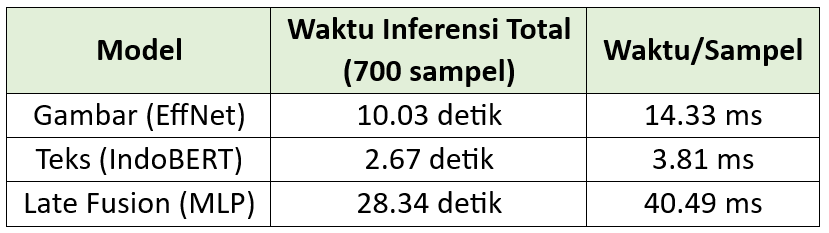 Model Waktu Inferensi Total (700 sampel) Waktu/Sampel
Gambar (EffNet) 10.03 detik 14.33 ms
Teks (IndoBERT) 2.67 detik 3.81 ms
Late Fusion (MLP) 28.34 detik 40.49 ms